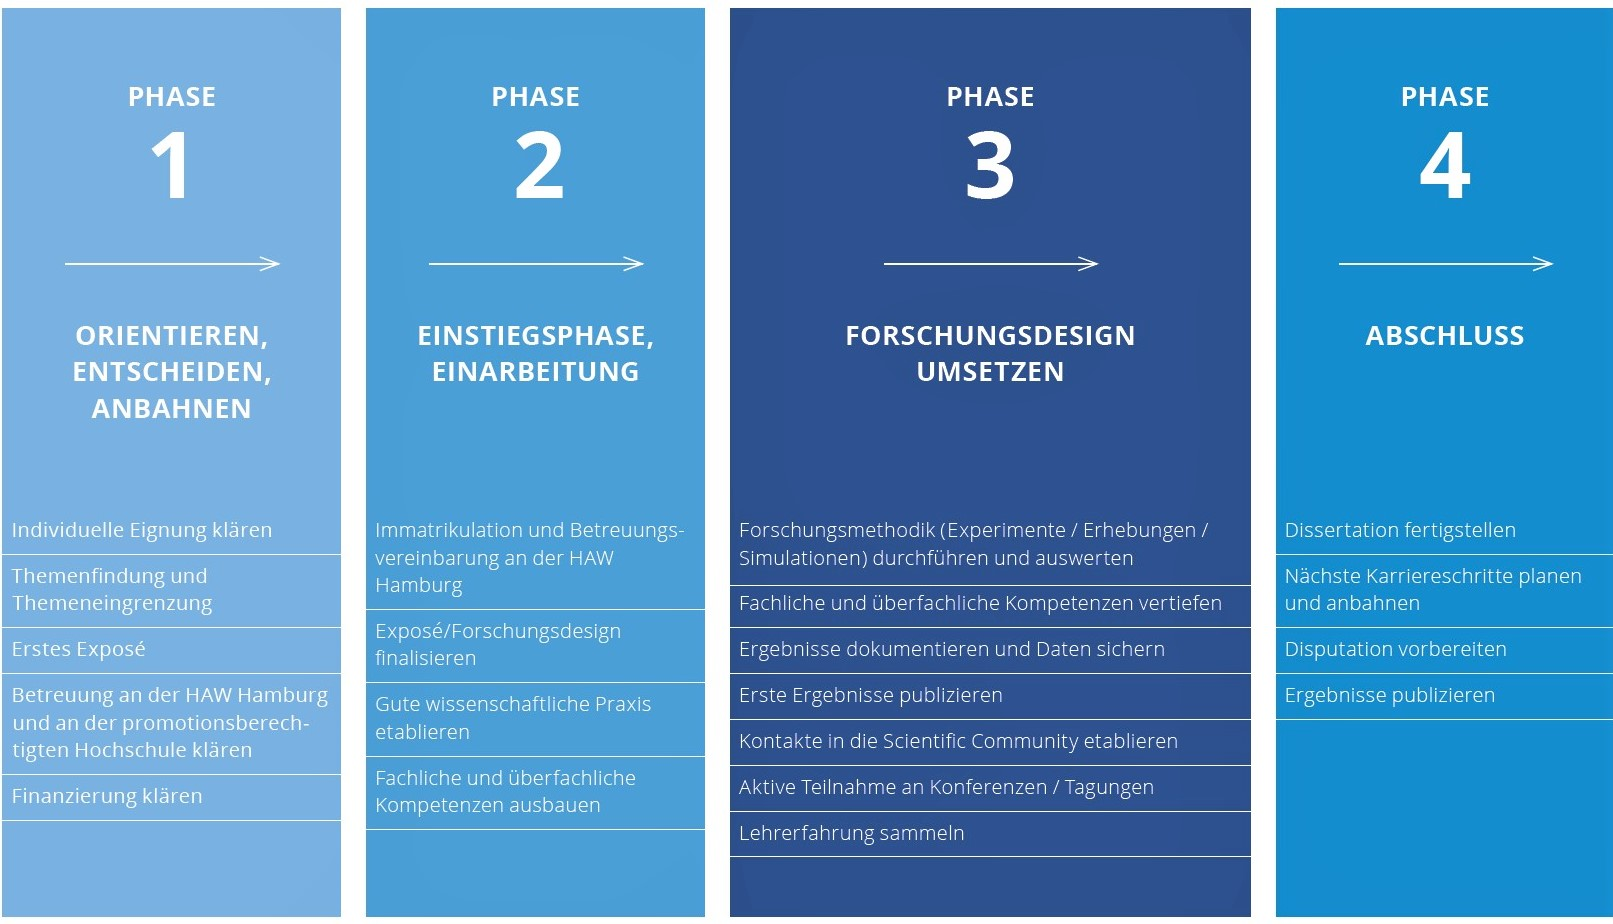 PHASE
1
ORIENTIEREN,
ENTSCHEIDEN,
ANBAHNEN
Individuelle Eignung klären
Themenfindung und
Themeneingrenzung
Erstes Exposé
Betreuung an der HAW Hamburg
und an der promotionsberech-
tigten Hochschule klären
Finanzierung klären
PHASE
2
EINSTIEGSPHASE,
EINARBEITUNG
Immatrikulation und Betreuungs-
vereinbarung an der HAW
Hamburg
Exposé/Forschungsdesign
finalisieren
Gute wissenschaftliche Praxis
etablieren
Fachliche und überfachliche
Kompetenzen ausbauen
PHASE
3
FORSCHUNGSDESIGN
UMSETZEN
Forschungsmethodik (Experimente / Erhebungen /
Simulationen) durchführen und auswerten
Fachliche und überfachliche Kompetenzen vertiefen
Ergebnisse dokumentieren und Daten sichern
Erste Ergebnisse publizieren
Kontakte in die Scientific Community etablieren
Aktive Teilnahme an Konferenzen / Tagungen
Lehrerfahrung sammeln
PHASE
4
ABSCHLUSS
Dissertation fertigstellen
Nächste Karriereschritte planen
und anbahnen
Disputation vorbereiten
Ergebnisse publizieren